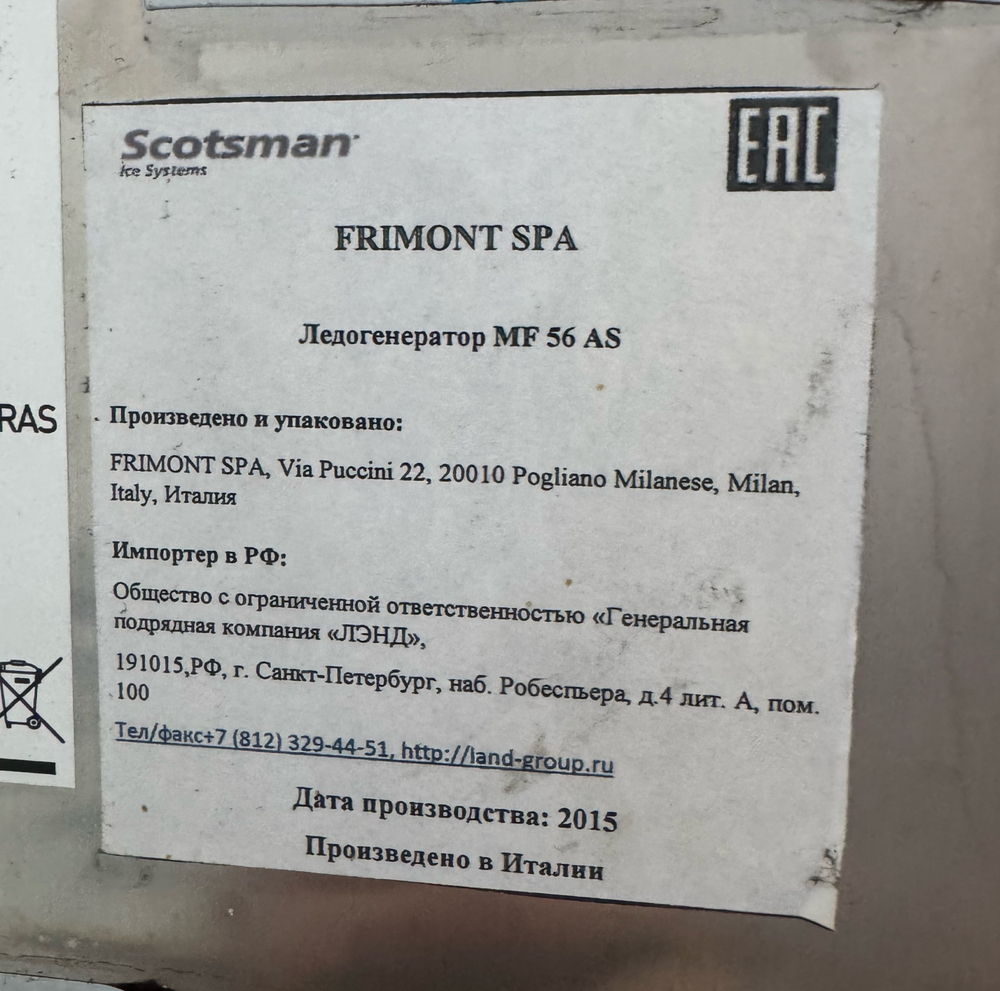 Scotsman
Ice Systems
EAC
FRIMONT SPA
Ледогенератор MF 56 AS
RAS
Произведено и упаковано:
FRIMONT SPA, Via Puccini 22, 20010 Pogliano Milanese, Milan,
Italy, Италия
Импортер в РФ:
Общество с ограниченной ответственностью «Генеральная
подрядная компания «ЛЭНД»,
191015,РФ, г. Санкт-Петербург, наб. Робеспьера, д.4 лит. А, пом.
100
Тел/факс+7 (812) 329-44-51, http://land-group.ru
Дата производства: 2015
Произведено в Италии